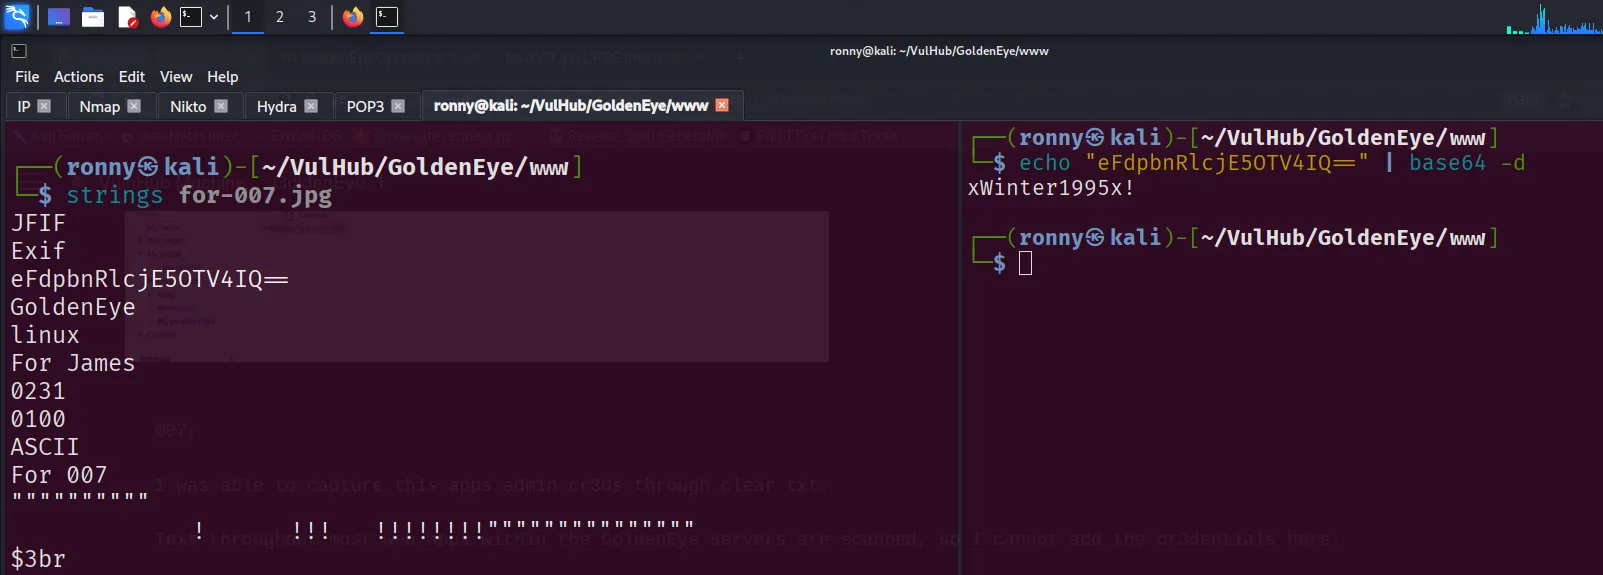 1 2 3
ronny@kali: ~/VulHub/GoldenEye/www
File Actions Edit View Help
IP Nmap Nikto Hydra POP3 ronny@kali: ~/VulHub/GoldenEye/www
┌──(ronny㉿kali)-[~/VulHub/GoldenEye/www]
└─$ strings for-007.jpg
JFIF
Exif
eFdpbnRlcjE5OTV4IQ==
GoldenEye
linux
For James
0231
0100
ASCII
For 007
""""""""""
! !!! !!!!!!!!"""""""""""""""
$3br
┌──(ronny㉿kali)-[~/VulHub/GoldenEye/www]
└─$ echo "eFdpbnRlcjE5OTV4IQ==" | base64 -d
xWinter1995x!
┌──(ronny㉿kali)-[~/VulHub/GoldenEye/www]
└─$
007,
I was able to capture this apps admin cr3ds through clear txt.
Text throughout most web apps within the GoldenEye servers are scanned, so I cannot add the cr3dentials here.